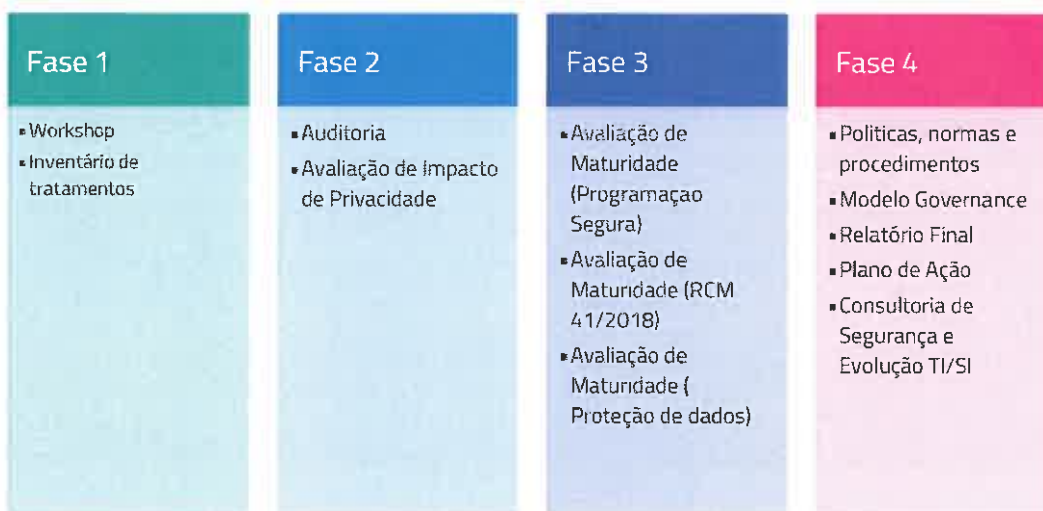 Fase 1
▪Workshop
▪Inventário de
tratamentos
Fase 2
▪Auditoria
▪Avaliação de Impacto
de Privacidade
Fase 3
▪Avaliação de
Maturidade
(Programaçao
Segura)
▪Avaliação de
Maturidade (RCM
41/2018)
▪Avaliação de
Maturidade (
Proteção de dados)
Fase 4
▪Politicas, normas e
procedimentos
▪Modelo Governance
▪Relatório Final
▪Plano de Ação
▪Consultoria de
Segurança e
Evolução TI/SI